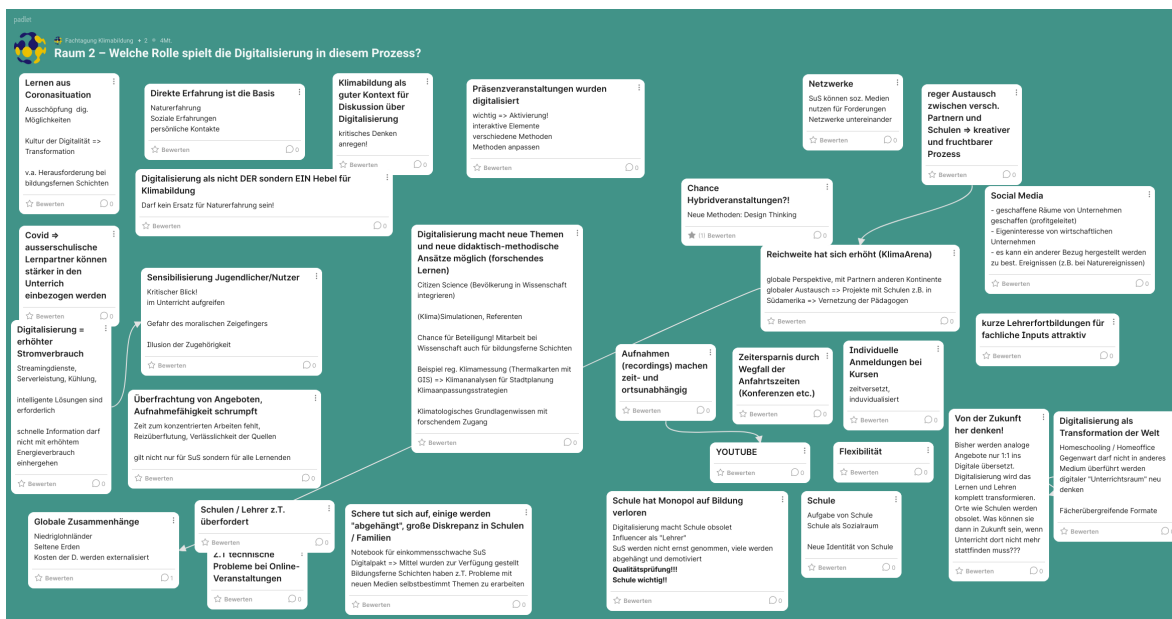 padlet
Fachtagung Klimabildung + 2 4Mt.
Raum 2 – Welche Rolle spielt die Digitalisierung in diesem Prozess?
Lernen aus
Coronasituation
Ausschöpfung dig.
Möglichkeiten
Kultur der Digitalität =>
Transformation
v.a. Herausforderung bei
bildungsfernen Schichten
Bewerten 0
Direkte Erfahrung ist die Basis
Naturerfahrung
Soziale Erfahrungen
persönliche Kontakte
Bewerten 0
Klimabildung als
guter Kontext für
Diskussion über
Digitalisierung
kritisches Denken
anregen!
Bewerten 0
Präsenzveranstaltungen wurden
digitalisiert
wichtig => Aktivierung!
interaktive Elemente
verschiedene Methoden
Methoden anpassen
Bewerten 0
Netzwerke
SuS können soz. Medien
nutzen für Forderungen
Netzwerke untereinander
Bewerten 0
reger Austausch
zwischen versch.
Partnern und
Schulen => kreativer
und fruchtbarer
Prozess
Bewerten 0
Digitalisierung als nicht DER sondern EIN Hebel für
Klimabildung
Darf kein Ersatz für Naturerfahrung sein!
Bewerten 0
Chance
Hybridveranstaltungen?!
Neue Methoden: Design Thinking
(1) Bewerten 0
Social Media
- geschaffene Räume von Unternehmen
geschaffen (profitgeleitet)
- Eigeninteresse von wirtschaftlichen
Unternehmen
- es kann ein anderer Bezug hergestellt werden
zu best. Ereignissen (z.B. bei Naturereignissen)
Bewerten 0
Covid =>
ausserschulische
Lernpartner können
stärker in den
Unterrich
einbezogen werden
Bewerten 0
Digitalisierung macht neue Themen
und neue didaktisch-methodische
Ansätze möglich (forschendes
Lernen)
Citizen Science (Bevölkerung in Wissenschaft
integrieren)
(Klima)Simulationen, Referenten
Chance für Beteiligung! Mitarbeit bei
Wissenschaft auch für bildungsferne Schichten
Beispiel reg. Klimamessung (Thermalkarten mit
GIS) => Klimananalysen für Stadtplanung
Klimaanpassungsstrategien
Klimatologisches Grundlagenwissen mit
forschendem Zugang
Bewerten 0
Reichweite hat sich erhöht (KlimaArena)
globale Perspektive, mit Partnern anderer Kontinente
globaler Austausch => Projekte mit Schulen z.B. in
Südamerika => Vernetzung der Pädagogen
Bewerten 0
Sensibilisierung Jugendlicher/Nutzer
Kritischer Blick!
im Unterricht aufgreifen
Gefahr des moralischen Zeigefingers
Illusion der Zugehörigkeit
Bewerten 0
Digitalisierung =
erhöhter
Stromverbrauch
Streamingdienste,
Serverleistung, Kühlung,
intelligente Lösungen sind
erforderlich
schnelle Information darf
nicht mit erhöhtem
Energieverbrauch
einhergehen
Bewerten 0
kurze Lehrerfortbildungen für
fachliche Inputs attraktiv
Bewerten 0
Aufnahmen
(recordings) machen
zeit- und
ortsunabhängig
Bewerten 0
Zeitersparnis durch
Wegfall der
Anfahrtszeiten
(Konferenzen etc.)
Bewerten 0
Individuelle
Anmeldungen bei
Kursen
zeitversetzt,
induvidualisiert
Bewerten 0
Überfrachtung von Angeboten,
Aufnahmefähigkeit schrumpft
Zeit zum konzentrierten Arbeiten fehlt,
Reizüberflutung, Verlässlichkeit der Quellen
gilt nicht nur für SuS sondern für alle Lernenden
Bewerten 0
YOUTUBE
Bewerten 0
Flexibilität
Bewerten 0
Von der Zukunft
her denken!
Bisher werden analoge
Angebote nur 1:1 ins
Digitale übersetzt.
Digitalisierung wird das
Lernen und Lehren
komplett transformieren.
Orte wie Schulen werden
obsolet. Was können sie
dann in Zukunft sein, wenn
Unterricht dort nicht mehr
stattfinden muss???
Bewerten 0
Digitalisierung als
Transformation der Welt
Homeschooling / Homeoffice
Gegenwart darf nicht in anderes
Medium überführt werden
digitaler "Unterrichtsraum" neu
denken
Fächerübergreifende Formate
Bewerten
Schulen / Lehrer z.T.
überfordert
Bewerten 0
Globale Zusammenhänge
Niedriglohnländer
Seltene Erden
Kosten der D. werden externalisiert
Bewerten 1
Z.T technische
Probleme bei Online-
Veranstaltungen
Bewerten 0
Schere tut sich auf, einige werden
"abgehängt", große Diskrepanz in Schulen
/ Familien
Notebook für einkommensschwache SuS
Digitalpakt => Mittel wurden zur Verfügung gestellt
Bildungsferne Schichten haben z.T. Probleme mit
neuen Medien selbstbestimmt Themen zu erarbeiten
Bewerten 0
Schule hat Monopol auf Bildung
verloren
Digitalisierung macht Schule obsolet
Influencer als "Lehrer"
SuS werden nicht ernst genommen, viele werden
abgehängt und demotiviert
Qualitätsprüfung!!!
Schule wichtig!!
Bewerten 0
Schule
Aufgabe von Schule
Schule als Sozialraum
Neue Identität von Schule
Bewerten 0